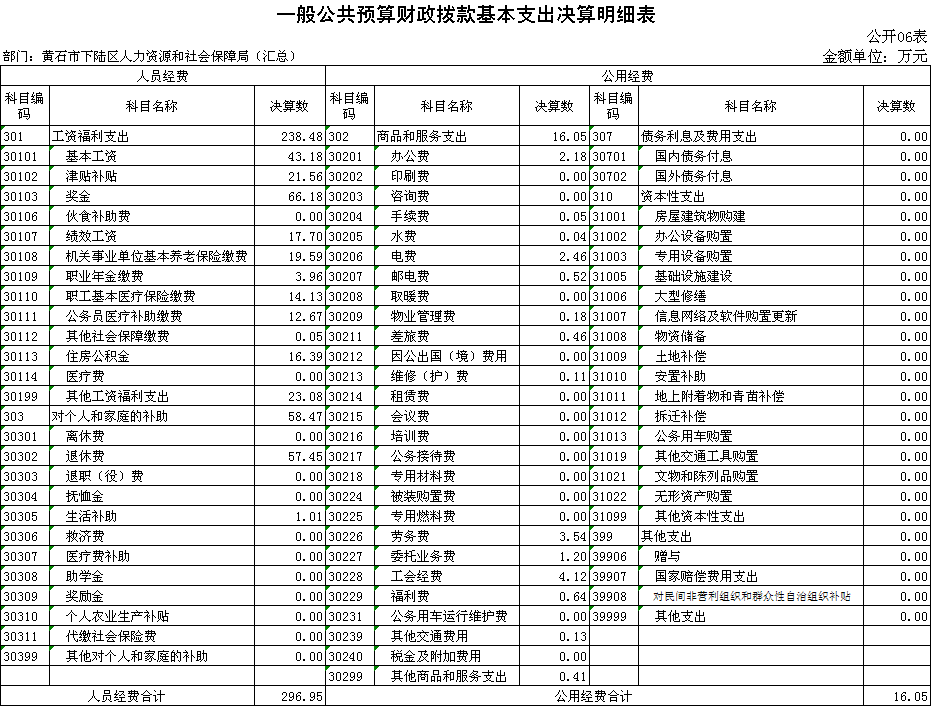 一般公共预算财政拨款基本支出决算明细表
公开06表
部门：黄石市下陆区人力资源和社会保障局（汇总） 金额单位：万元
人员经费 公用经费
科目编码 科目名称 决算数 科目编码 科目名称 决算数 科目编码 科目名称 决算数
301 工资福利支出 238.48 302 商品和服务支出 16.05 307 债务利息及费用支出 0.00
30101 基本工资 43.18 30201 办公费 2.18 30701 国内债务付息 0.00
30102 津贴补贴 21.56 30202 印刷费 0.00 30702 国外债务付息 0.00
30103 奖金 66.18 30203 咨询费 0.00 310 资本性支出 0.00
30106 伙食补助费 0.00 30204 手续费 0.05 31001 房屋建筑物购建 0.00
30107 绩效工资 17.70 30205 水费 0.04 31002 办公设备购置 0.00
30108 机关事业单位基本养老保险缴费 19.59 30206 电费 2.46 31003 专用设备购置 0.00
30109 职业年金缴费 3.96 30207 邮电费 0.52 31005 基础设施建设 0.00
30110 职工基本医疗保险缴费 14.13 30208 取暖费 0.00 31006 大型修缮 0.00
30111 公务员医疗补助缴费 12.67 30209 物业管理费 0.18 31007 信息网络及软件购置更新 0.00
30112 其他社会保障缴费 0.05 30211 差旅费 0.46 31008 物资储备 0.00
30113 住房公积金 16.39 30212 因公出国（境）费用 0.00 31009 土地补偿 0.00
30114 医疗费 0.00 30213 维修（护）费 0.11 31010 安置补助 0.00
30199 其他工资福利支出 23.08 30214 租赁费 0.00 31011 地上附着物和青苗补偿 0.00
303 对个人和家庭的补助 58.47 30215 会议费 0.00 31012 拆迁补偿 0.00
30301 离休费 0.00 30216 培训费 0.00 31013 公务用车购置 0.00
30302 退休费 57.45 30217 公务接待费 0.00 31019 其他交通工具购置 0.00
30303 退职（役）费 0.00 30218 专用材料费 0.00 31021 文物和陈列品购置 0.00
30304 抚恤金 0.00 30224 被装购置费 0.00 31022 无形资产购置 0.00
30305 生活补助 1.01 30225 专用燃料费 0.00 31099 其他资本性支出 0.00
30306 救济费 0.00 30226 劳务费 3.54 399 其他支出 0.00
30307 医疗费补助 0.00 30227 委托业务费 1.20 39906 赠与 0.00
30308 助学金 0.00 30228 工会经费 4.12 39907 国家赔偿费用支出 0.00
30309 奖励金 0.00 30229 福利费 0.64 39908 对民间非营利组织和群众性自治组织补贴 0.00
30310 个人农业生产补贴 0.00 30231 公务用车运行维护费 0.00 39999 其他支出 0.00
30311 代缴社会保险费 0.00 30239 其他交通费用 0.13
30399 其他对个人和家庭的补助 0.00 30240 税金及附加费用 0.00
30299 其他商品和服务支出 0.41
人员经费合计 296.95 公用经费合计 16.05